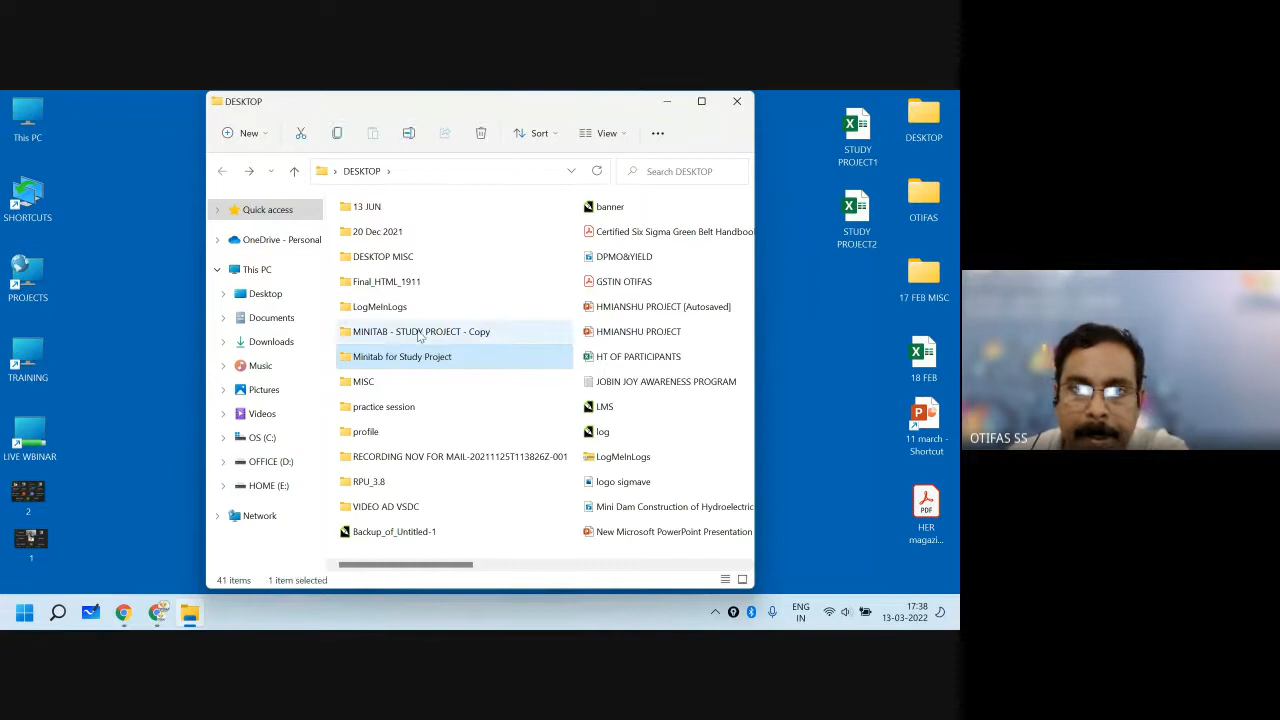 This PC
SHORTCUTS
PROJECTS
TRAINING
LIVE WBINAR
2
1
DESKTOP
New
Sort
View
DESKTOP
Search DESKTOP
Quick access
OneDrive - Personal
This PC
Desktop
Documents
Downloads
Music
Pictures
Videos
OS (C:)
OFFICE (D:)
HOME (E:)
Network
13 JUN
20 Dec 2021
DESKTOP MISC
Final_HTML_1911
LogMeInLogs
MINITAB - STUDY PROJECT - Copy
Minitab for Study Project
MISC
practice session
profile
RECORDING NOV FOR MAIL-20211125T113826Z-001
RPU_3.8
VIDEO AD VSDC
Backup_of_Untitled-1
banner
Certified Six Sigma Green Belt Handboo
DPMO&YIELD
GSTIN OTIFAS
HMIANSHU PROJECT [Autosaved]
HMIANSHU PROJECT
HT OF PARTICIPANTS
JOBIN JOY AWARENESS PROGRAM
LMS
log
LogMeInLogs
logo sigmave
Mini Dam Construction of Hydroelectric
New Microsoft PowerPoint Presentation
41 items
1 item selected
STUDY
PROJECT1
STUDY
PROJECT2
DESKTOP
OTIFAS
17 FEB MISC
18 FEB
11 march -
Shortcut
PDF
HER
magazi...
ENG
IN
17:38
13-03-2022
OTIFAS SS